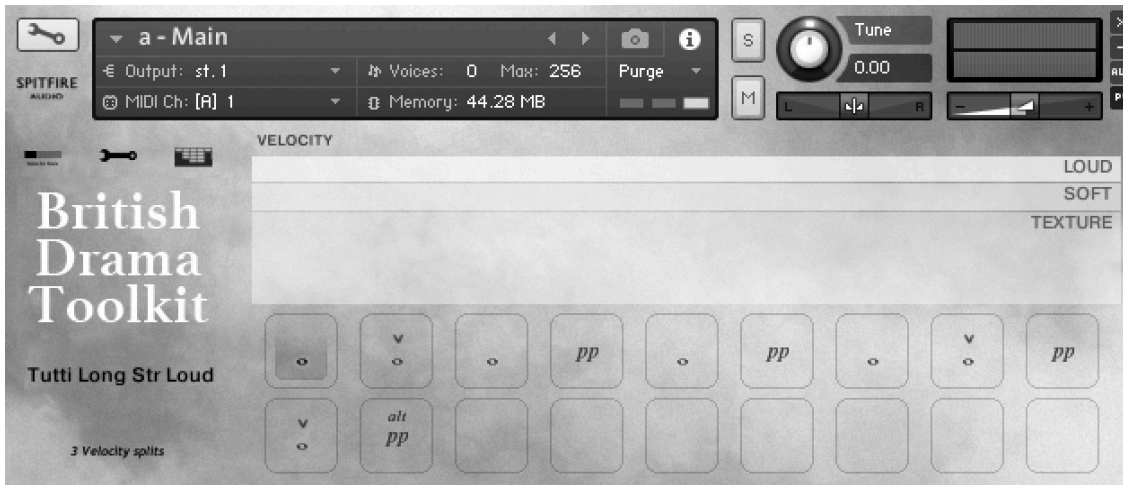 a - Main
S
Tune
SPITFIRE
AUDIO
Output: st. 1
Voices: 0 Max: 256
Purge
0.00
MIDI Ch: [A] 1
Memory: 44.28 MB
M
L
R
- +
VELOCITY
LOUD
SOFT
TEXTURE
British
Drama
Toolkit
Tutti Long Str Loud
3 Velocity splits
pp
pp
pp
alt
pp